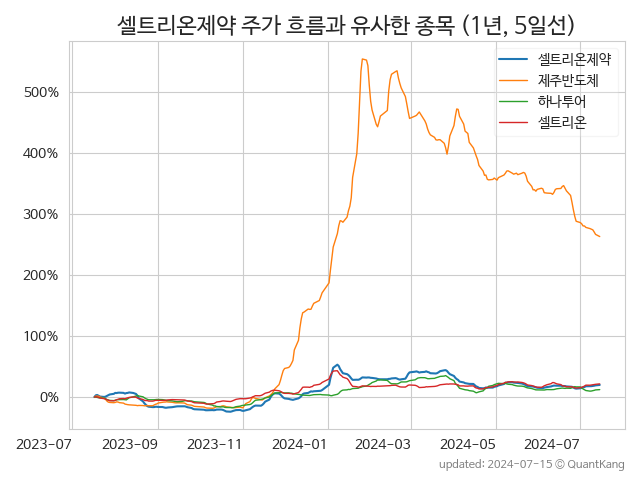 셀트리온제약 주가 흐름과 유사한 종목 (1년, 5일선)
셀트리온제약
제주반도체
하나투어
셀트리온
500%
400%
300%
200%
100%
0%
2023-07 2023-09 2023-11 2024-01 2024-03 2024-05 2024-07
updated: 2024-07-15 © QuantKang